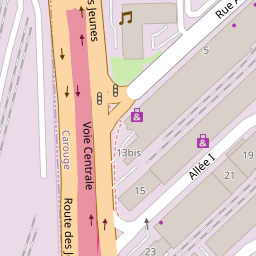 s Jeunes
Rue A
5
Carouge
Voie Centrale
13bis
Allée I
19
21
15
23
Route des J